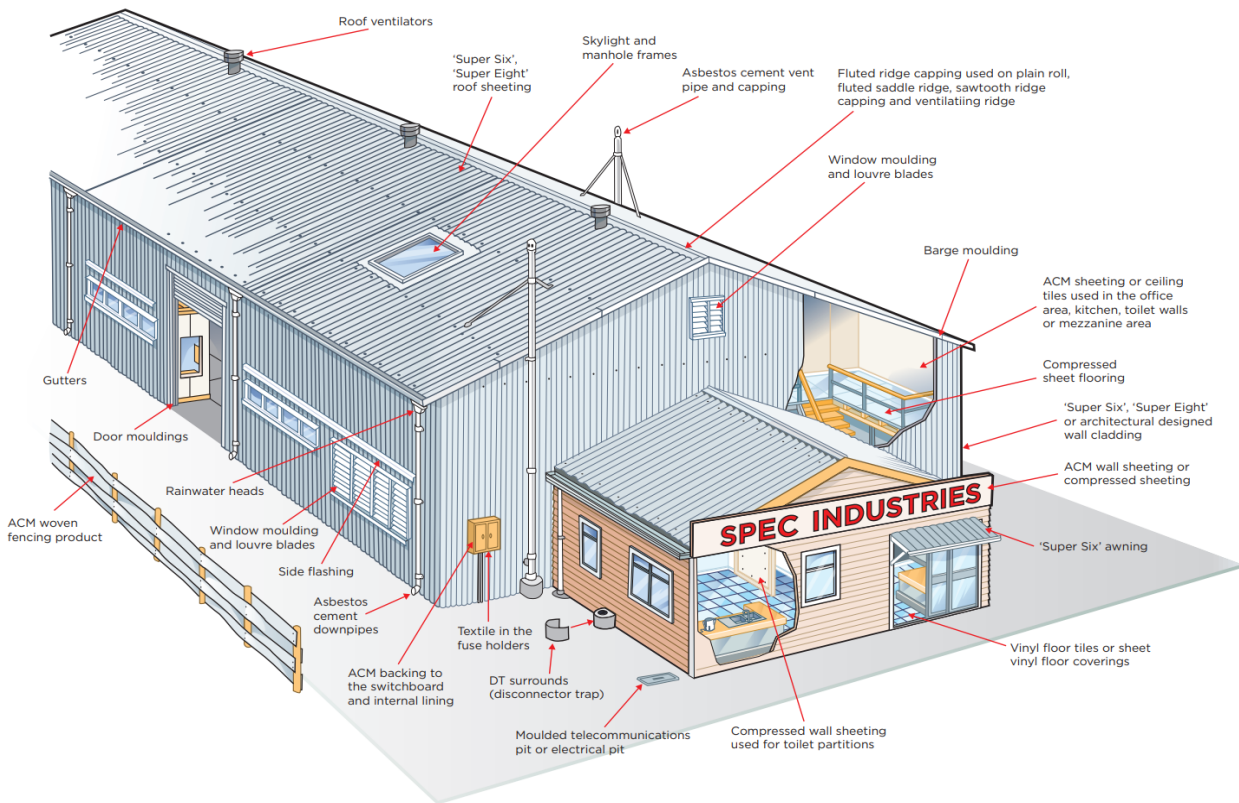 Roof ventilators
'Super Six',
'Super Eight'
roof sheeting
Skylight and
manhole frames
Asbestos cement vent
pipe and capping
Fluted ridge capping used on plain roll,
fluted saddle ridge, sawtooth ridge
capping and ventilatiing ridge
Window moulding
and louvre blades
Barge moulding
ACM sheeting or ceiling
tiles used in the office
area, kitchen, toilet walls
or mezzanine area
Compressed
sheet flooring
'Super Six', 'Super Eight'
or architectural designed
wall cladding
ACM wall sheeting or
compressed sheeting
SPEC INDUSTRIES
'Super Six' awning
Vinyl floor tiles or sheet
vinyl floor coverings
Compressed wall sheeting
used for toilet partitions
Moulded telecommunications
pit or electrical pit
DT surrounds
(disconnector trap)
Textile in the
fuse holders
ACM backing to
the switchboard
and internal lining
Asbestos
cement
downpipes
Side flashing
Window moulding
and louvre blades
Rainwater heads
Door mouldings
Gutters
ACM woven
fencing product